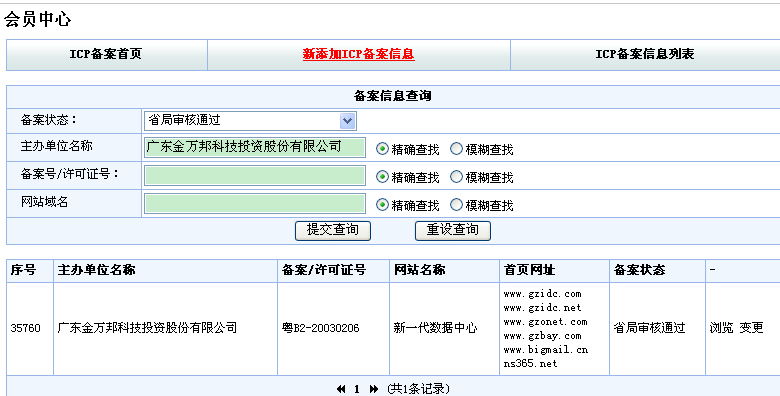 会员中心
ICP备案首页 新添加ICP备案信息 ICP备案信息列表
备案信息查询
备案状态： 省局审核通过
主办单位名称 广东金万邦科技投资股份有限公司 精确查找 模糊查找
备案号/许可证号： 精确查找 模糊查找
网站域名 精确查找 模糊查找
提交查询 重设查询
序号 主办单位名称 备案/许可证号 网站名称 首页网址 备案状态 -
35760 广东金万邦科技投资股份有限公司 粤B2-20030206 新一代数据中心 www.gzidc.com 省局审核通过 浏览 变更
www.gzidc.net
www.gzonet.com
www.gzbay.com
www.bigmail.cn
ns365.net
1 (共1条记录)